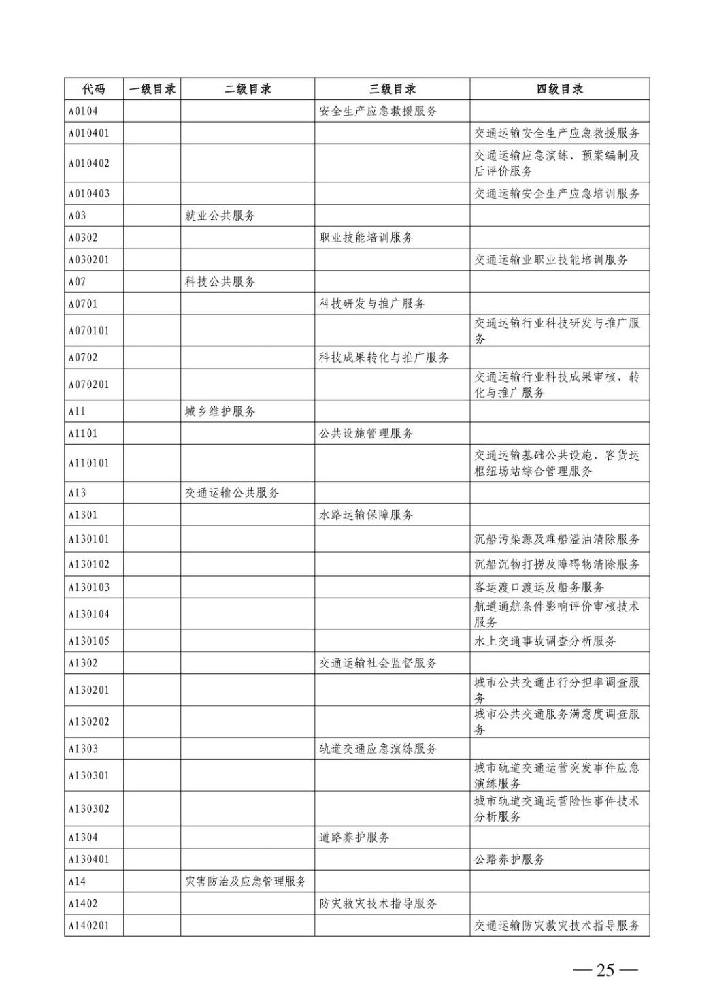 代码 一级目录 二级目录 三级目录 四级目录
A0104 安全生产应急救援服务
A010401 交通运输安全生产应急救援服务
A010402 交通运输应急演练、预案编制及
后评价服务
A010403 交通运输安全生产应急培训服务
A03 就业公共服务
A0302 职业技能培训服务
A030201 交通运输业职业技能培训服务
A07 科技公共服务
A0701 科技研发与推广服务
A070101 交通运输行业科技研发与推广服
务
A0702 科技成果转化与推广服务
A070201 交通运输行业科技成果审核、转
化与推广服务
A11 城乡维护服务
A1101 公共设施管理服务
A110101 交通运输基础公共设施、客货运
枢纽场站综合管理服务
A13 交通运输公共服务
A1301 水路运输保障服务
A130101 沉船污染源及难船溢油清除服务
A130102 沉船沉物打捞及障碍物清除服务
A130103 客运渡口渡运及船务服务
A130104 航道通航条件影响评价审核技术
服务
A130105 水上交通事故调查分析服务
A1302 交通运输社会监督服务
A130201 城市公共交通出行分担率调查服
务
A130202 城市公共交通服务满意度调查服
务
A1303 轨道交通应急演练服务
A130301 城市轨道交通运营突发事件应急
演练服务
A130302 城市轨道交通运营险性事件技术
分析服务
A1304 道路养护服务
A130401 公路养护服务
A14 灾害防治及应急管理服务
A1402 防灾救灾技术指导服务
A140201 交通运输防灾救灾技术指导服务
— 25 —